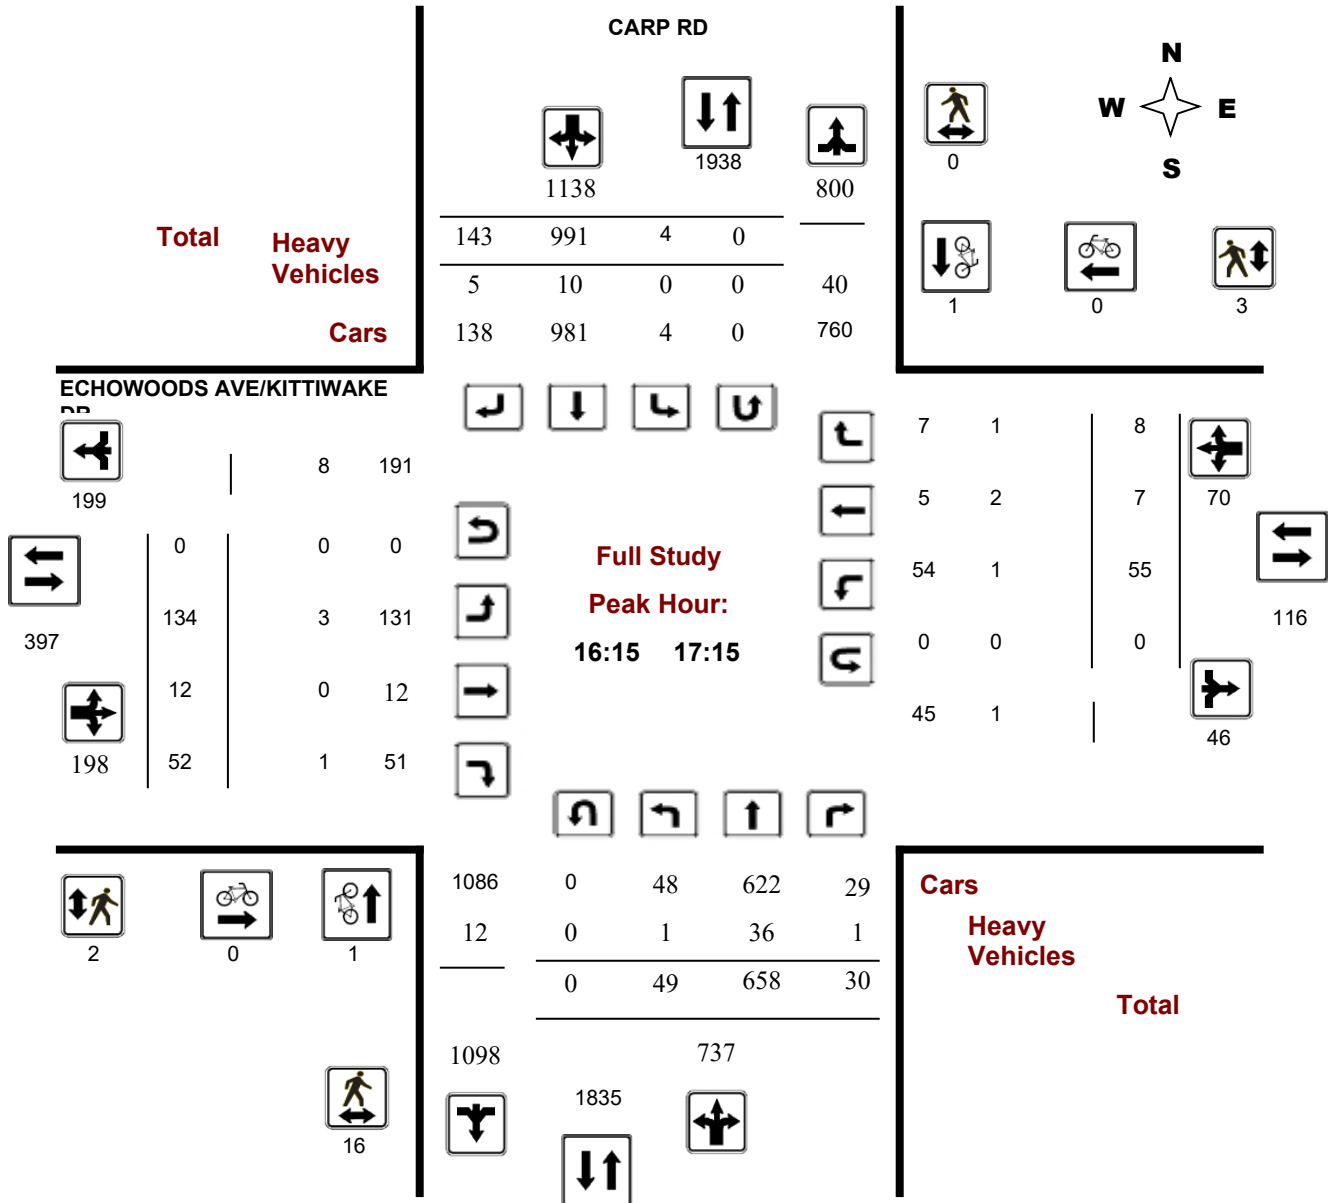 CARP RD
N
W E
S
1938
0
1138 800
Total Heavy
Vehicles
143 991 4 0
5 10 0 0 40
Cars 138 981 4 0 760
1 0 3
ECHOWOODS AVE/KITTIWAKE
7 1 8
8 191
199
5 2 7 70
0 0 0
Full Study
54 1 55
Peak Hour:
134 3 131
116
397
16:15 17:15
0 0 0
12 0 12
45 1
46
198 52 1 51
1086 0 48 622 29
Cars
12 0 1 36 1
Heavy
Vehicles
2 0 1
0 49 658 30
Total
1098 737
1835
16